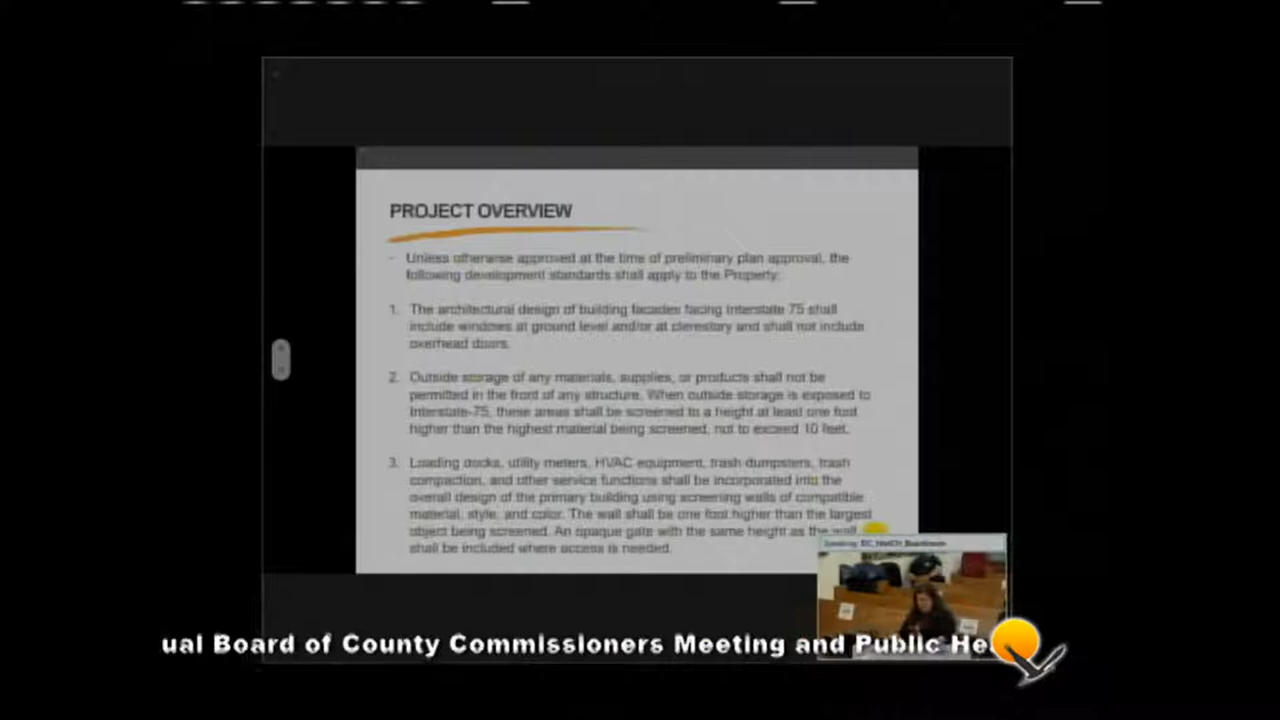 PROJECT OVERVIEW
- Unless otherwise approved at the time of preliminary plan approval, the
following development standards shall apply to the Property:
1. The architectural design of building facades facing Interstate 75 shall
include windows at ground level and/or at clerestory and shall not include
overhead doors.
2. Outside storage of any materials, supplies, or products shall not be
permitted in the front of any structure. When outside storage is exposed to
Interstate-75, these areas shall be screened to a height at least one foot
higher than the highest material being screened, not to exceed 10 feet.
3. Loading docks, utility meters, HVAC equipment, trash dumpsters, trash
compaction, and other service functions shall be incorporated into the
overall design of the primary building using screening walls of compatible
material, style, and color. The wall shall be one foot higher than the largest
object being screened. An opaque gate with the same height as the wall
shall be included where access is needed.
ual Board of County Commissioners Meeting and Public He